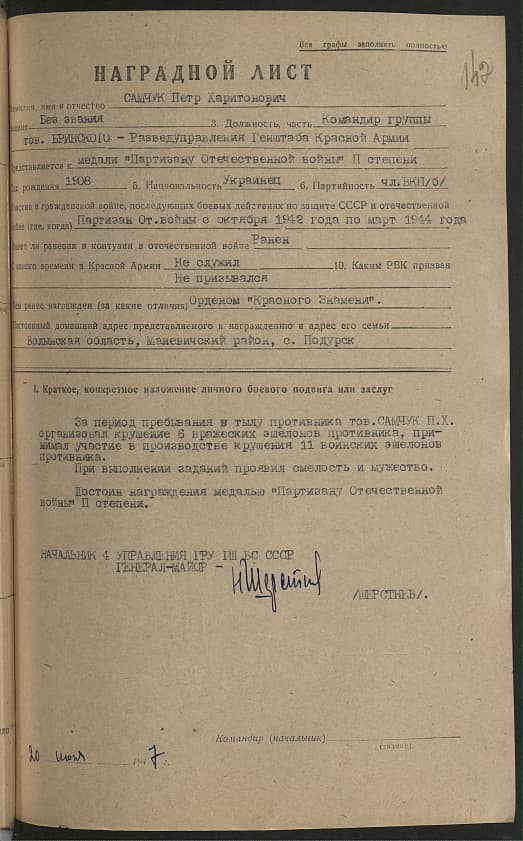 Все графы заполнять полностью
142
НАГРАДНОЙ ЛИСТ
Фамилия, имя и отчество САМЧУК Петр Харитонович
Звание Без звания 3. Должность, часть Командир группы
тов. БРИНСКОГО – Разведуправления Генштаба Красной Армии
Представляется к медали "Партизану Отечественной войны" II степени
Год рождения 1908 5. Национальность Украинец 6. Партийность чл.ВКП/б/
Участие в гражданской войне, последующих боевых действиях по защите СССР и отечественной
войне (где, когда) Партизан От.войны с октября 1942 года по март 1944 года
Имеет ли ранения и контузии в отечественной войне Ранен
С какого времени в Красной Армии Не служил 10. Каким РВК призван
Не призывался
Чем ранее награжден (за какие отличия) Орденом "Красного Знамени".
Постоянный домашний адрес представляемого к награждению и адрес его семьи
Волынская область, Маневичский район, с. Подурск
I. Краткое, конкретное изложение личного боевого подвига или заслуг
За период пребывания в тылу противника тов.САМЧУК П.Х.
организовал крушение 6 вражеских эшелонов противника, при-
нимал участие в производстве крушения 11 воинских эшелонов
противника.
При выполнении заданий проявил смелость и мужество.
Достоин награждения медалью "Партизану Отечественной
войны" II степени.
НАЧАЛЬНИК 4 УПРАВЛЕНИЯ ГРУ ГШ ВС СССР
ГЕНЕРАЛ-МАЙОР –
/ШЕРСТНЕВ/.
Командир (начальник)
(звание)
20 июня 1947 г.